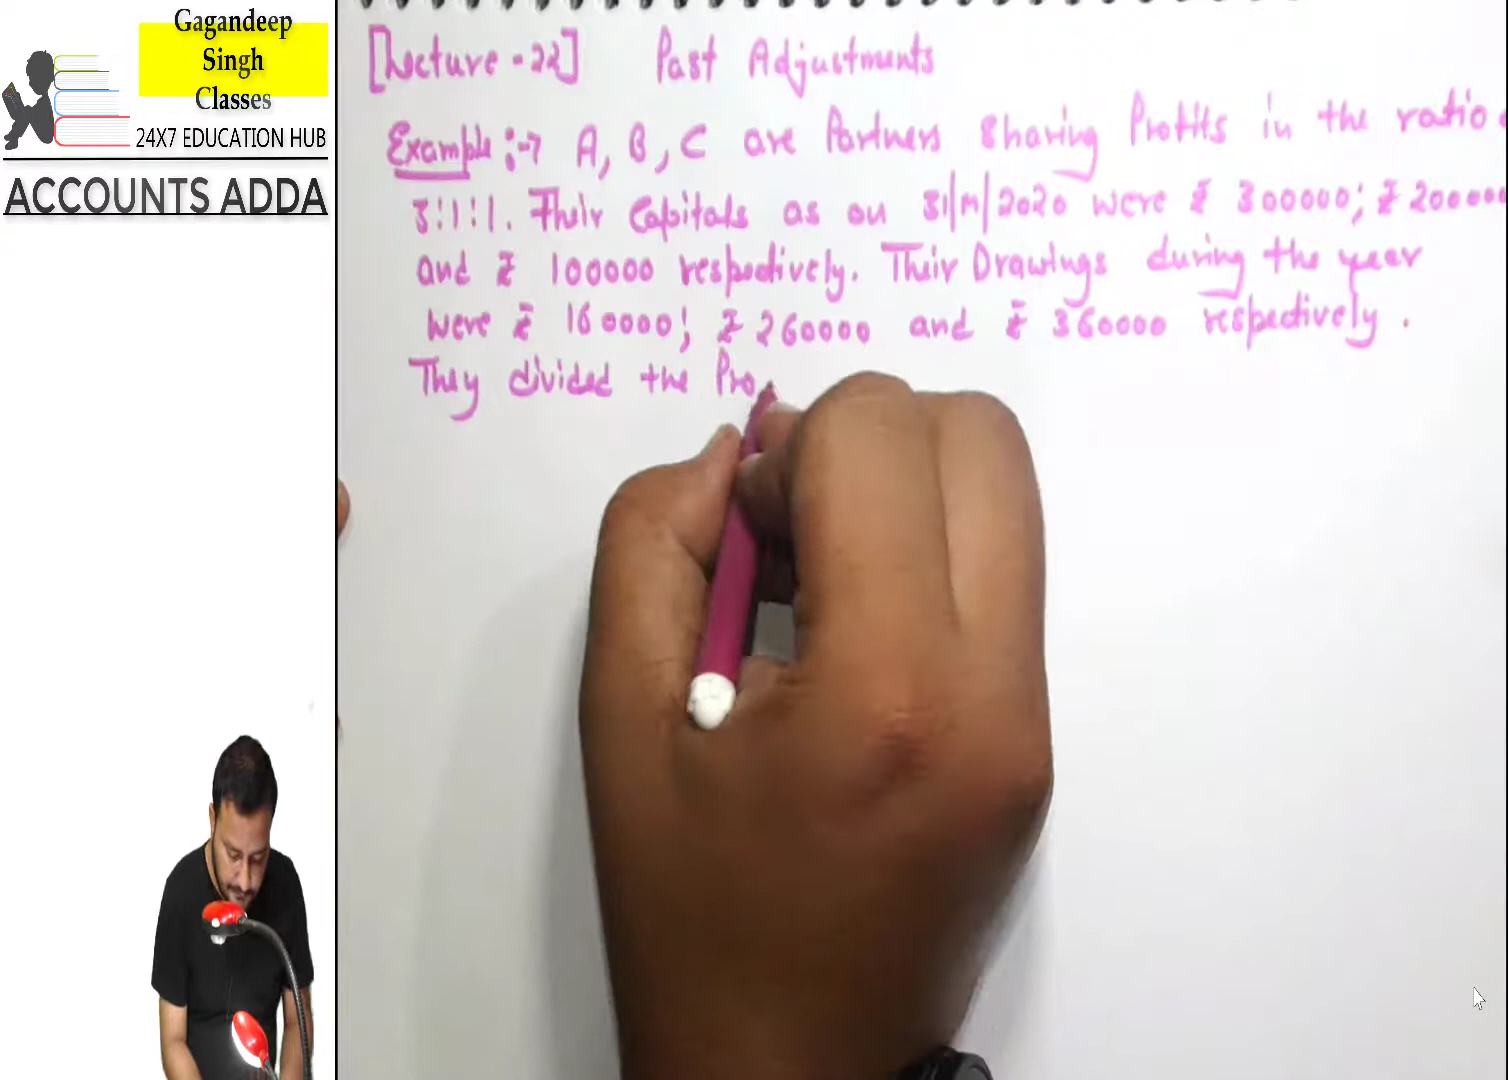 Gagandeep
Singh
Classes
24X7 EDUCATION HUB
ACCOUNTS ADDA
[Lecture-22] Past Adjustments
Example:-7 A, B, C are Partners Sharing Profits in the ratio
3:1:1. Their Capitals as on 31/M/2020 were ₹ 300000; ₹ 200000
and ₹ 100000 respectively. Their Drawings during the year
were ₹ 160000; ₹ 260000 and ₹ 360000 respectively.
They divided the Pro